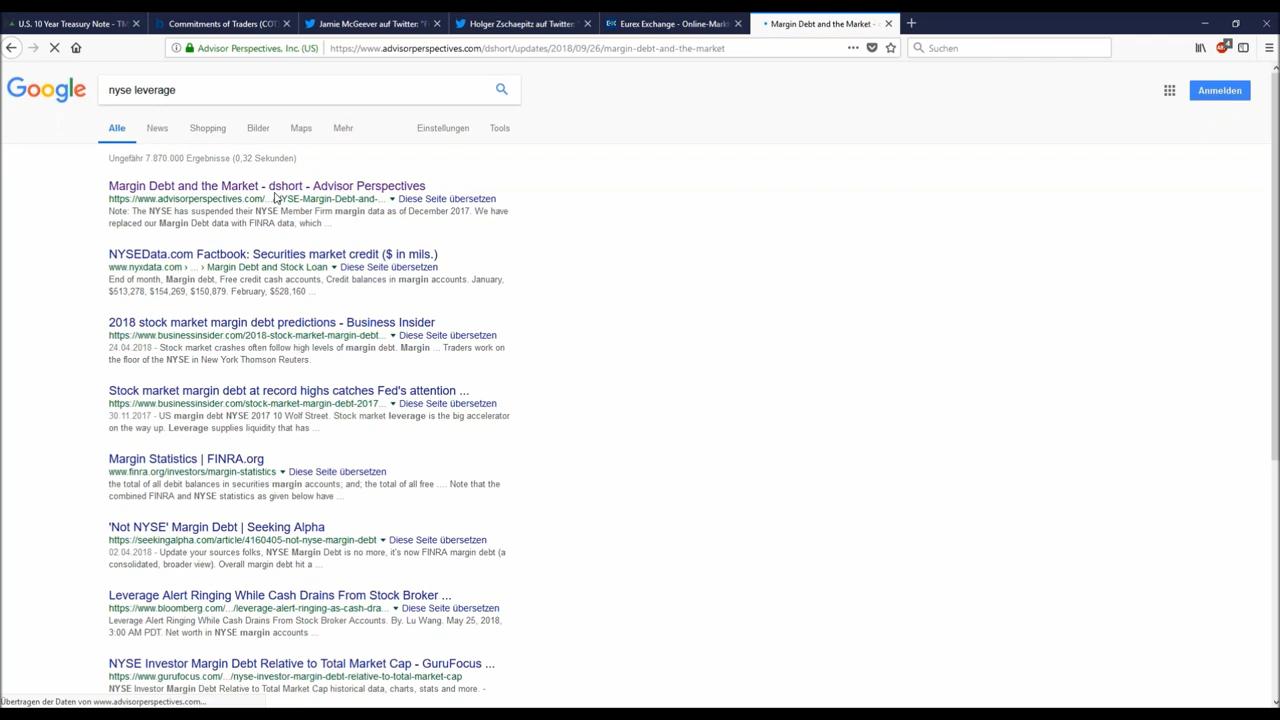 U.S. 10 Year Treasury Note - TM
Commitments of Traders (COT
Jamie McGeever auf Twitter: "F
Holger Zschaepitz auf Twitter: "
Eurex Exchange - Online-Mark
Margin Debt and the Market -
Advisor Perspectives, Inc. (US)
https://www.advisorperspectives.com/dshort/updates/2018/09/26/margin-debt-and-the-market
Suchen
4
Google
nyse leverage
Anmelden
Alle
News
Shopping
Bilder
Maps
Mehr
Einstellungen
Tools
Ungefähr 7.870.000 Ergebnisse (0,32 Sekunden)
Margin Debt and the Market - dshort - Advisor Perspectives
https://www.advisorperspectives.com/...NYSE-Margin-Debt-and-... Diese Seite übersetzen
Note: The NYSE has suspended their NYSE Member Firm margin data as of December 2017. We have
replaced our Margin Debt data with FINRA data, which ...
NYSEData.com Factbook: Securities market credit ($ in mils.)
www.nyxdata.com › ... › Margin Debt and Stock Loan Diese Seite übersetzen
End of month, Margin debt, Free credit cash accounts, Credit balances in margin accounts. January,
$513,278, $154,269, $150,879. February, $528,160 ...
2018 stock market margin debt predictions - Business Insider
https://www.businessinsider.com/2018-stock-market-margin-debt... Diese Seite übersetzen
24.04.2018 - Stock market crashes often follow high levels of margin debt. Margin ... Traders work on
the floor of the NYSE in New York Thomson Reuters.
Stock market margin debt at record highs catches Fed's attention ...
https://www.businessinsider.com/stock-market-margin-debt-2017... Diese Seite übersetzen
30.11.2017 - US margin debt NYSE 2017 10 Wolf Street. Stock market leverage is the big accelerator
on the way up. Leverage supplies liquidity that has ...
Margin Statistics | FINRA.org
www.finra.org/investors/margin-statistics Diese Seite übersetzen
the total of all debit balances in securities margin accounts; and; the total of all free .... Note that the
combined FINRA and NYSE statistics as given below have ...
'Not NYSE' Margin Debt | Seeking Alpha
https://seekingalpha.com/article/4160405-not-nyse-margin-debt Diese Seite übersetzen
02.04.2018 - Update your sources folks, NYSE Margin Debt is no more, it's now FINRA margin debt (a
consolidated, broader view). Overall margin debt hit a ...
Leverage Alert Ringing While Cash Drains From Stock Broker ...
https://www.bloomberg.com/.../leverage-alert-ringing-as-cash-dra... Diese Seite übersetzen
Leverage Alert Ringing While Cash Drains From Stock Broker Accounts. By. Lu Wang. May 25, 2018,
3:00 AM PDT. Net worth in NYSE margin accounts ...
NYSE Investor Margin Debt Relative to Total Market Cap - GuruFocus ...
https://www.gurufocus.com/.../nyse-investor-margin-debt-relative-to-total-market-cap
NYSE Investor Margin Debt Relative to Total Market Cap historical data, charts, stats and more. -
Übertragen der Daten von www.advisorperspectives.com...